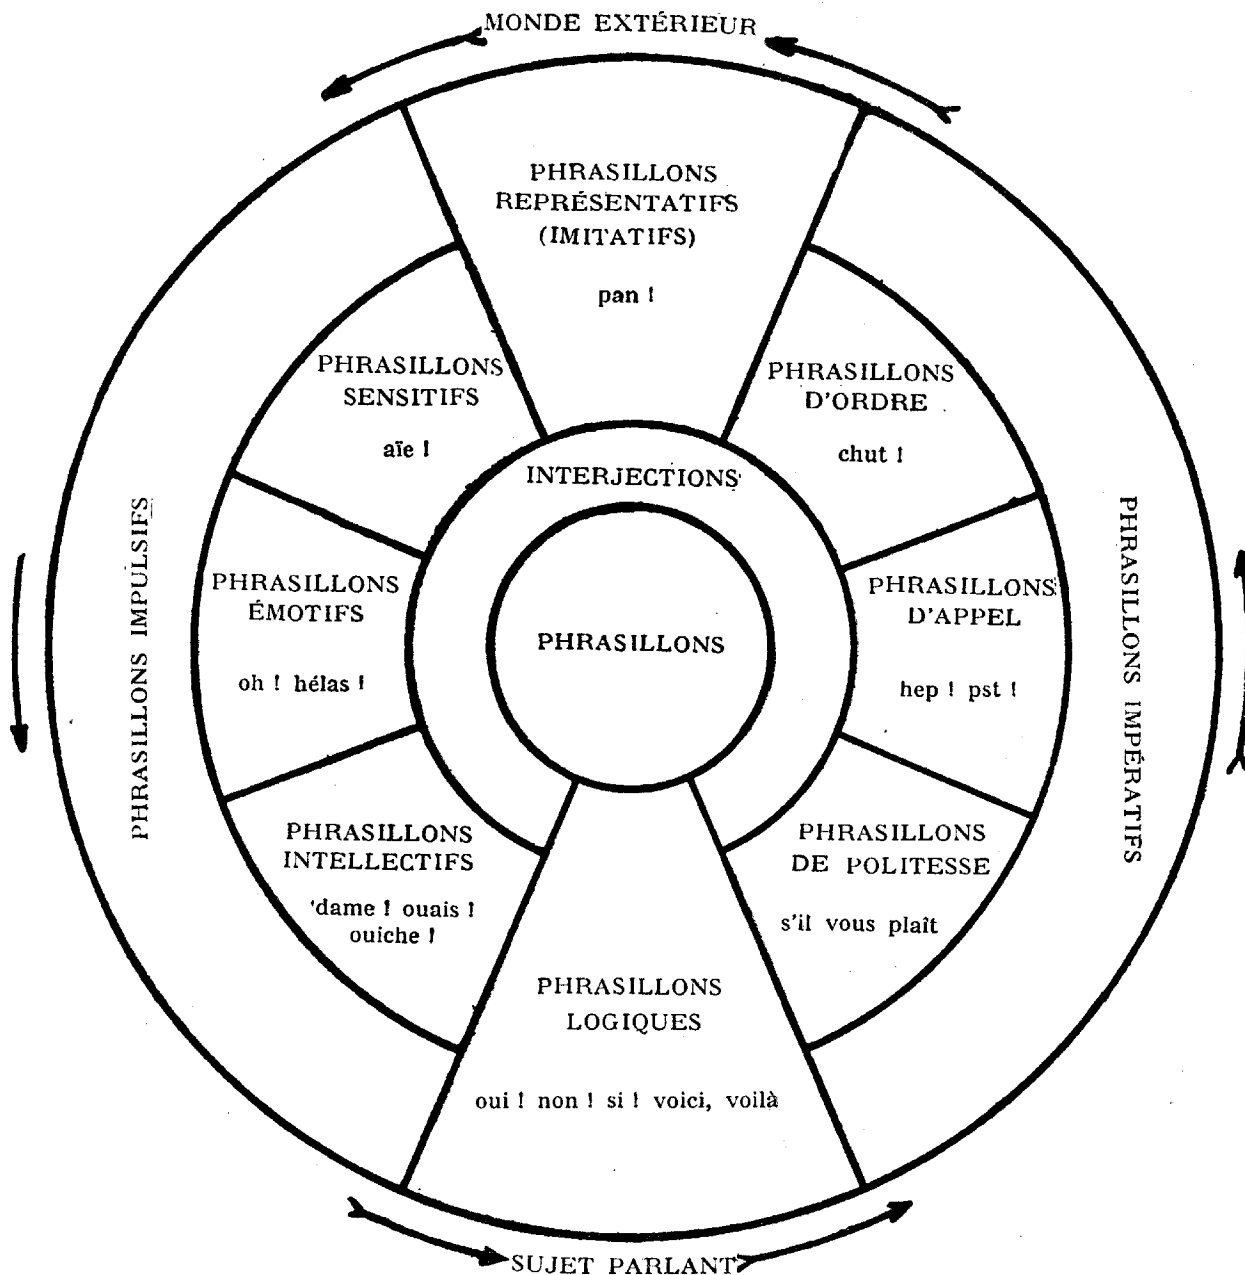 MONDE EXTÉRIEUR
PHRASILLONS
REPRÉSENTATIFS
(IMITATIFS)
pan !
PHRASILLONS
SENSITIFS
aïe !
PHRASILLONS
D'ORDRE
chut !
INTERJECTIONS
PHRASILLONS IMPULSIFS
PHRASILLONS
ÉMOTIFS
oh ! hélas !
PHRASILLONS
PHRASILLONS
D'APPEL
hep ! pst !
PHRASILLONS IMPÉRATIFS
PHRASILLONS
INTELLECTIFS
dame ! ouais !
ouiche !
PHRASILLONS
DE POLITESSE
s'il vous plaît
PHRASILLONS
LOGIQUES
oui ! non ! si ! voici, voilà
SUJET PARLANT